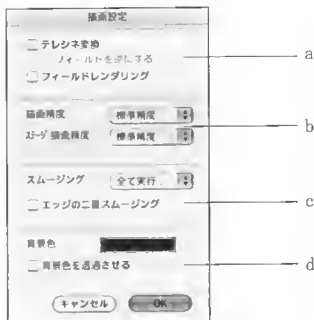 描画設定
テレシネ変換
フィールドを逆にする
フィールドレンダリング
a
描画精度 標準精度
b
ステージ描画精度 標準精度
スムージング 全て実行
エッジの二重スムージング
c
背景色
背景色を透過させる
d
キャンセル OK